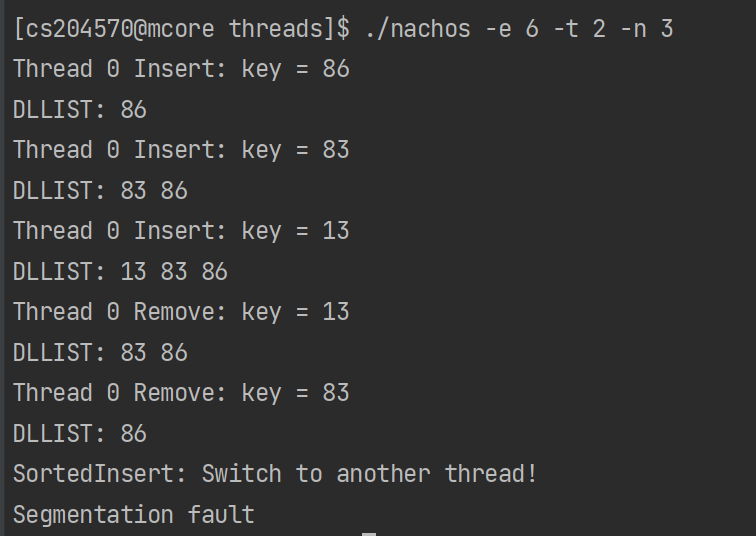 [cs204570@mcore threads]$ ./nachos -e 6 -t 2 -n 3
Thread 0 Insert: key = 86
DLLIST: 86
Thread 0 Insert: key = 83
DLLIST: 83 86
Thread 0 Insert: key = 13
DLLIST: 13 83 86
Thread 0 Remove: key = 13
DLLIST: 83 86
Thread 0 Remove: key = 83
DLLIST: 86
SortedInsert: Switch to another thread!
Segmentation fault